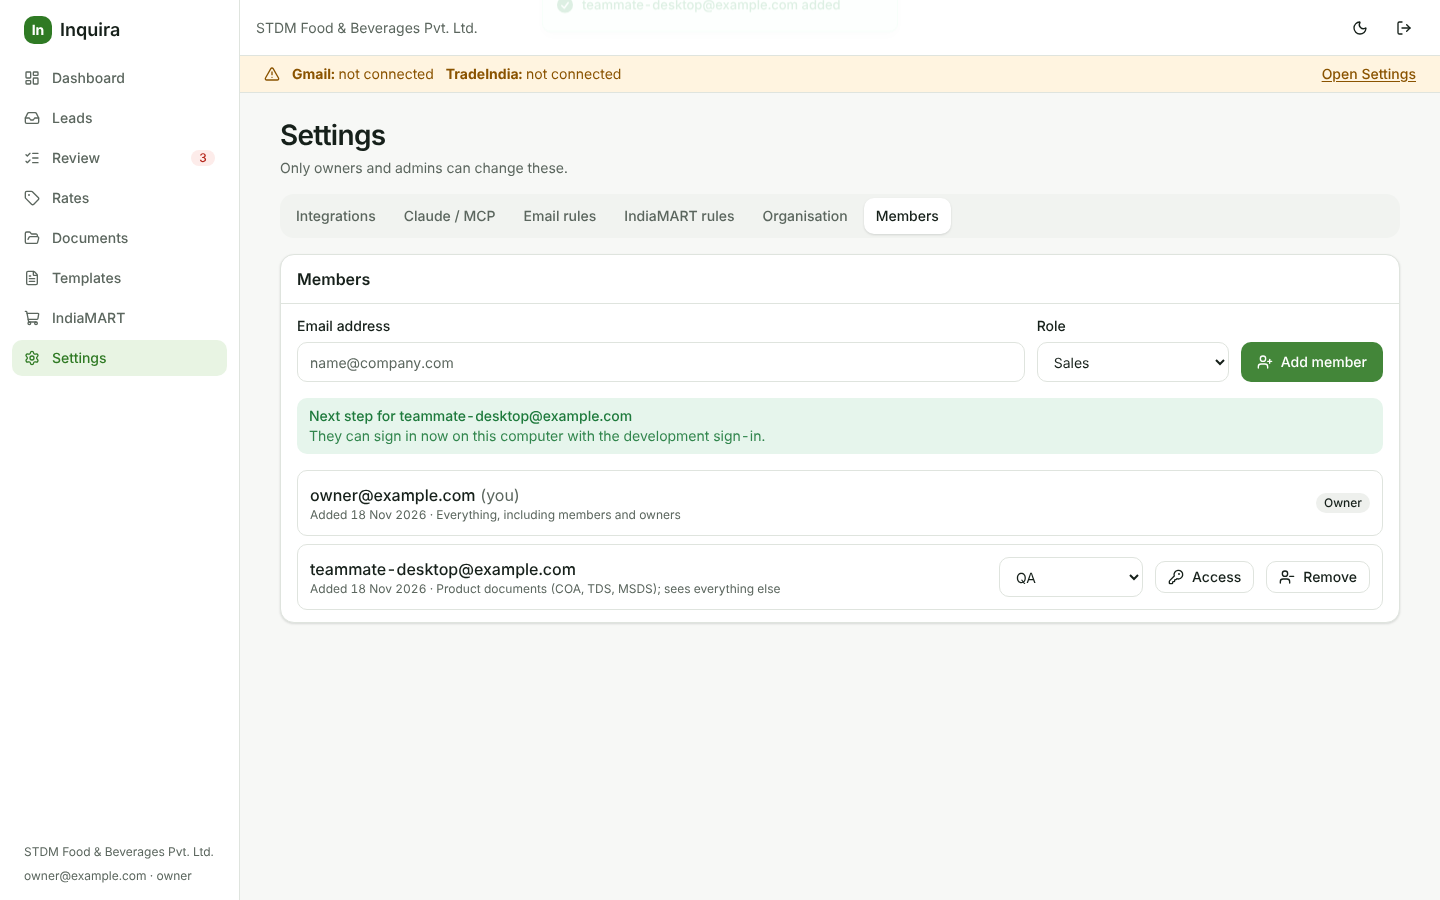 In Inquira
STDM Food & Beverages Pvt. Ltd.
teammate-desktop@example.com added
Gmail: not connected TradeIndia: not connected
Open Settings
Dashboard
Leads
Review 3
Rates
Documents
Templates
IndiaMART
Settings
Settings
Only owners and admins can change these.
Integrations Claude / MCP Email rules IndiaMART rules Organisation Members
Members
Email address Role
name@company.com Sales Add member
Next step for teammate-desktop@example.com
They can sign in now on this computer with the development sign-in.
owner@example.com (you)
Added 18 Nov 2026 · Everything, including members and owners
Owner
teammate-desktop@example.com
Added 18 Nov 2026 · Product documents (COA, TDS, MSDS); sees everything else
QA Access Remove
STDM Food & Beverages Pvt. Ltd.
owner@example.com · owner